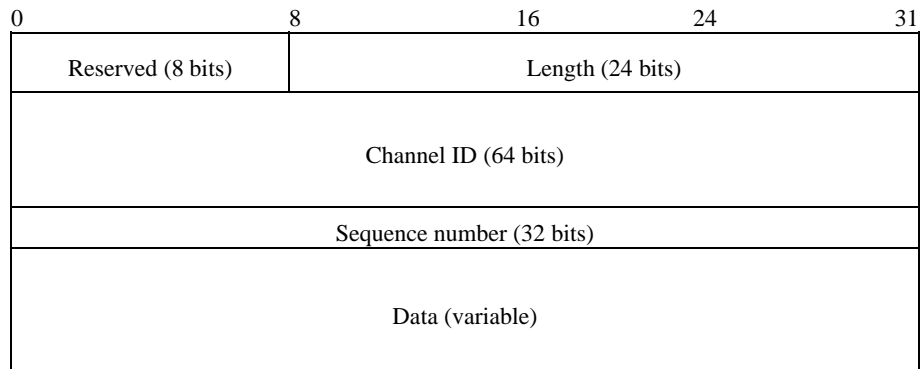 0 8 16 24 31
Reserved (8 bits) Length (24 bits)
Channel ID (64 bits)
Sequence number (32 bits)
Data (variable)